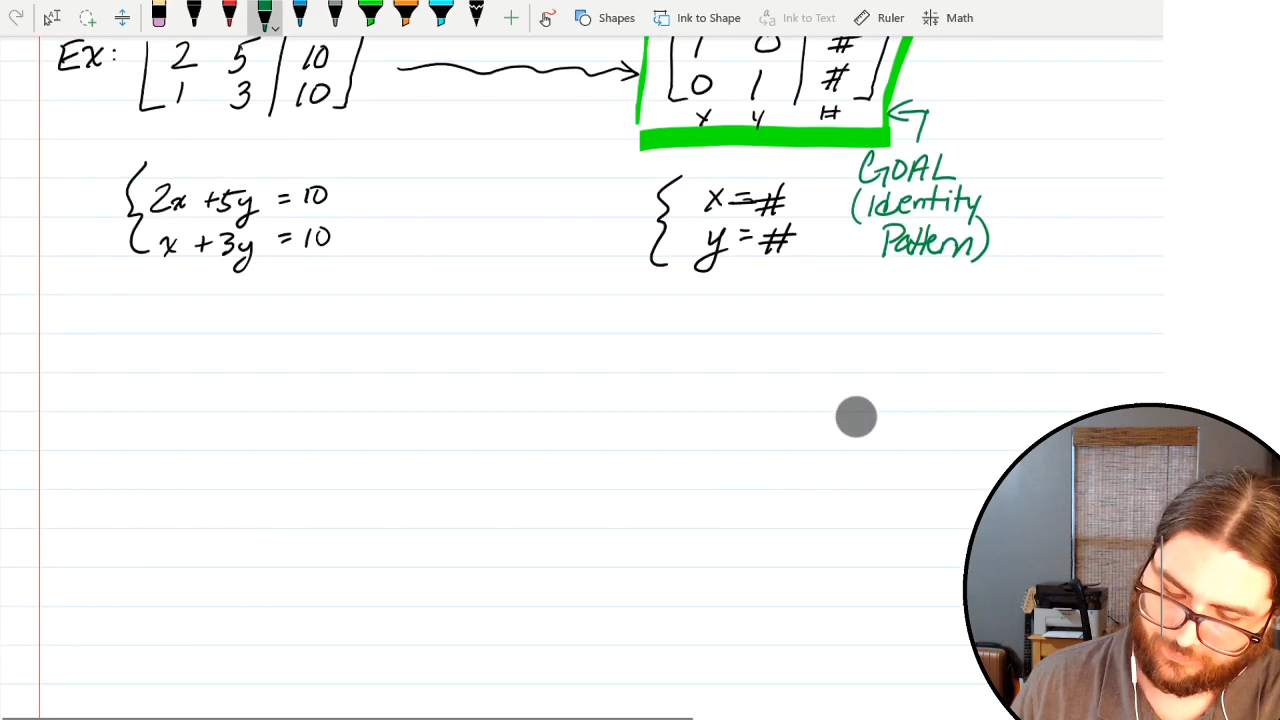 Shapes Ink to Shape Ink to Text Ruler Math
Ex: [ 2 5 | 10 ] [ 1 0 | # ]
[ 1 3 | 10 ] [ 0 1 | # ]
x y #
GOAL
(Identity
Pattern)
{ 2x + 5y = 10
x + 3y = 10
{ x = #
y = #